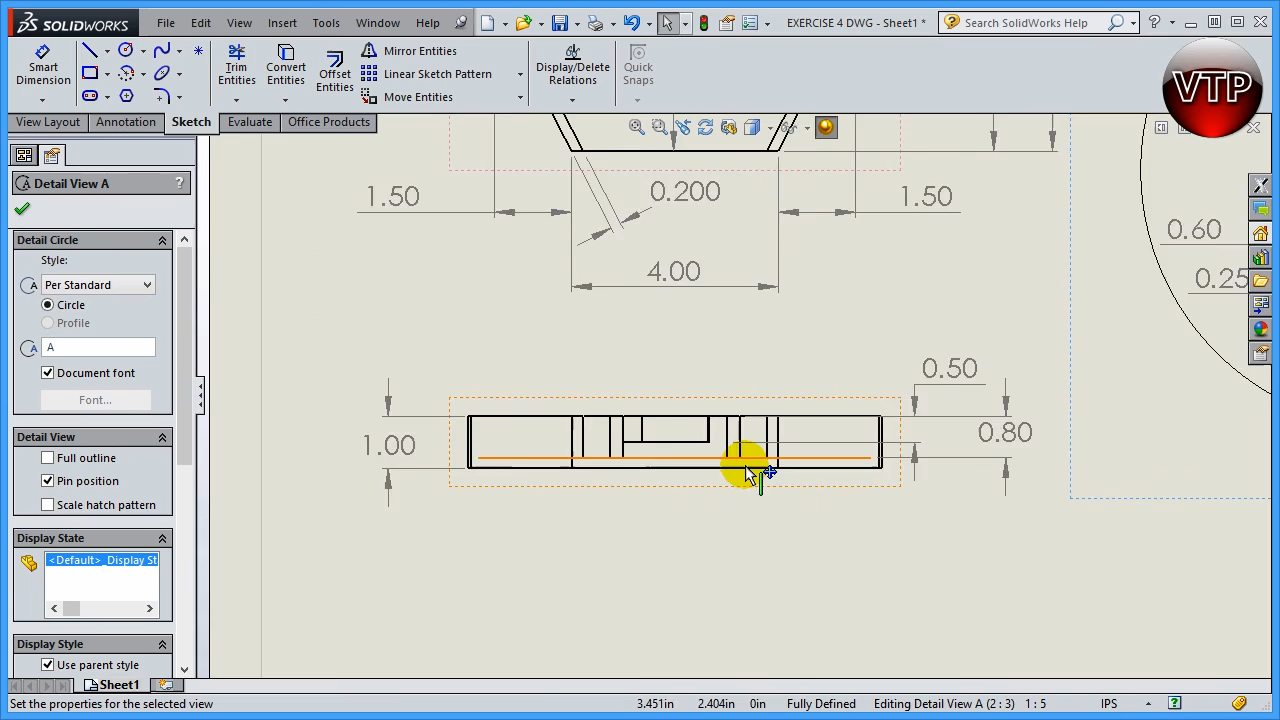 SOLIDWORKS
File Edit View Insert Tools Window Help
EXERCISE 4 DWG - Sheet1 *
Search SolidWorks Help
Smart Dimension
Trim Entities
Convert Entities
Offset Entities
Mirror Entities
Linear Sketch Pattern
Move Entities
Display/Delete Relations
Quick Snaps
VTP
View Layout Annotation Sketch Evaluate Office Products
Detail View A ?
Detail Circle
Style:
Per Standard
Circle
Profile
A
Document font
Font...
Detail View
Full outline
Pin position
Scale hatch pattern
Display State
<Default>_Display St
Display Style
Use parent style
1.50
0.200
1.50
4.00
0.60
0.25
0.50
0.80
1.00
Sheet1
Set the properties for the selected view
3.451in 2.404in 0in Fully Defined Editing Detail View A (2 : 3) 1 : 5 IPS